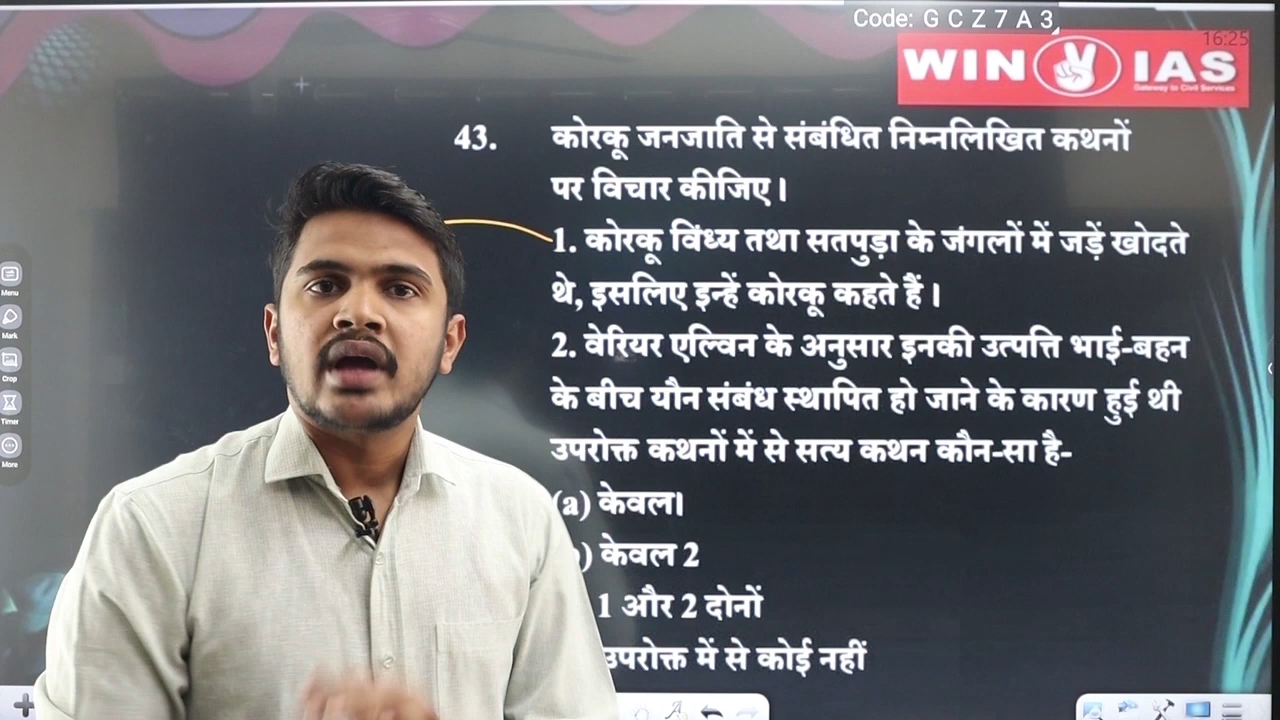 Code: G C Z 7 A 3
16:25
WIN IAS
Gateway to Civil Services
43. कोरकू जनजाति से संबंधित निम्नलिखित कथनों
पर विचार कीजिए।
1. कोरकू विंध्य तथा सतपुड़ा के जंगलों में जड़ें खोदते
थे, इसलिए इन्हें कोरकू कहते हैं।
2. वेरियर एल्विन के अनुसार इनकी उत्पत्ति भाई-बहन
के बीच यौन संबंध स्थापित हो जाने के कारण हुई थी
उपरोक्त कथनों में से सत्य कथन कौन-सा है-
(a) केवल।
) केवल 2
1 और 2 दोनों
उपरोक्त में से कोई नहीं
Menu
Mark
Crop
Timer
More